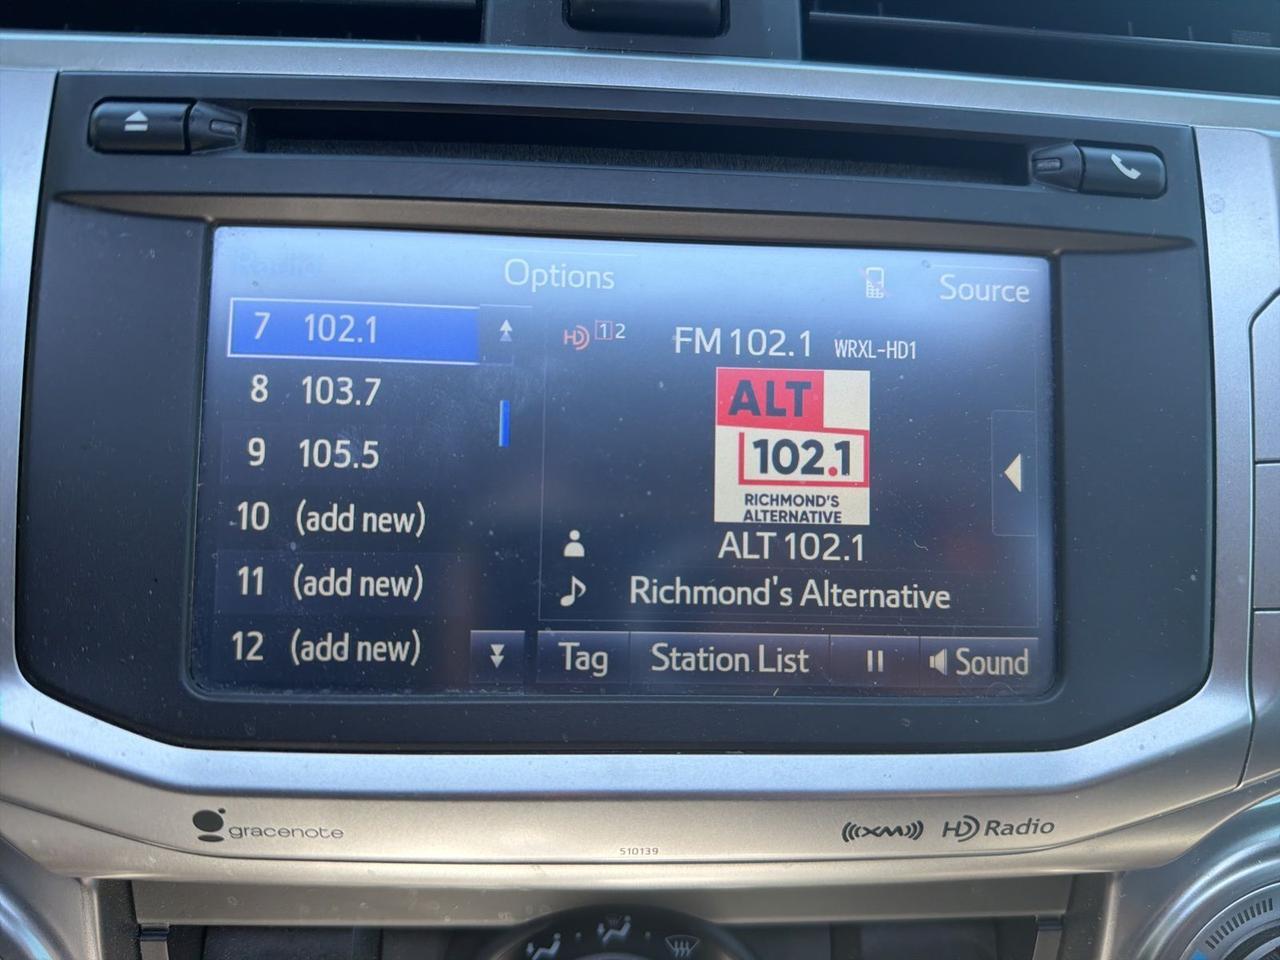 Radio
Options
Source
7 102.1
8 103.7
9 105.5
10 (add new)
11 (add new)
12 (add new)
HD 1 2
FM 102.1 WRXL-HD1
ALT
102.1
RICHMOND'S
ALTERNATIVE
ALT 102.1
Richmond's Alternative
Tag
Station List
Sound
gracenote
510139
((XM))
HD Radio